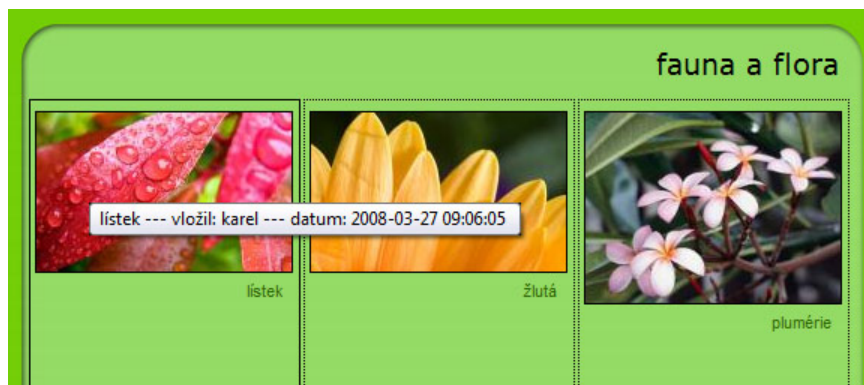 fauna a flora
lístek --- vložil: karel --- datum: 2008-03-27 09:06:05
lístek
žlutá
plumérie